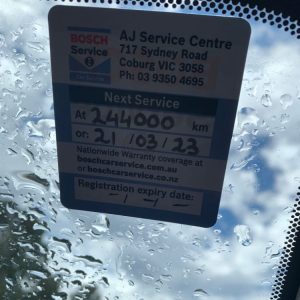 BOSCH
Service
Car Service
AJ Service Centre
717 Sydney Road
Coburg VIC 3058
Ph: 03 9350 4695
Next Service
At 244000 km
or: 21 / 03 / 23
Nationwide Warranty coverage at
boschcarservice.com.au
or boschcarservice.co.nz
Registration expiry date:
- / - / -